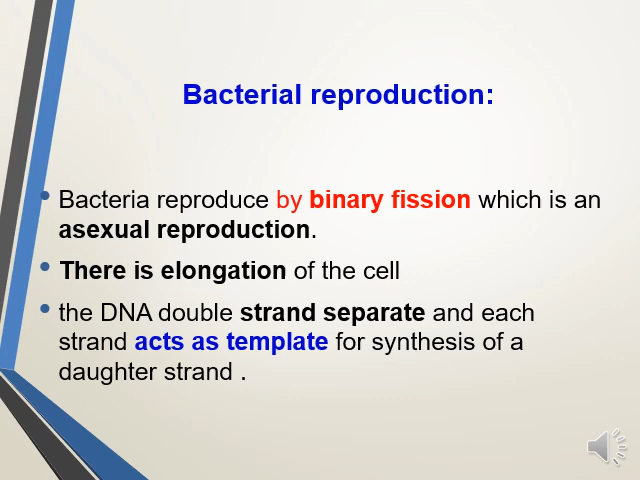 Bacterial reproduction:
• Bacteria reproduce by binary fission which is an
asexual reproduction.
• There is elongation of the cell
• the DNA double strand separate and each
strand acts as template for synthesis of a
daughter strand .